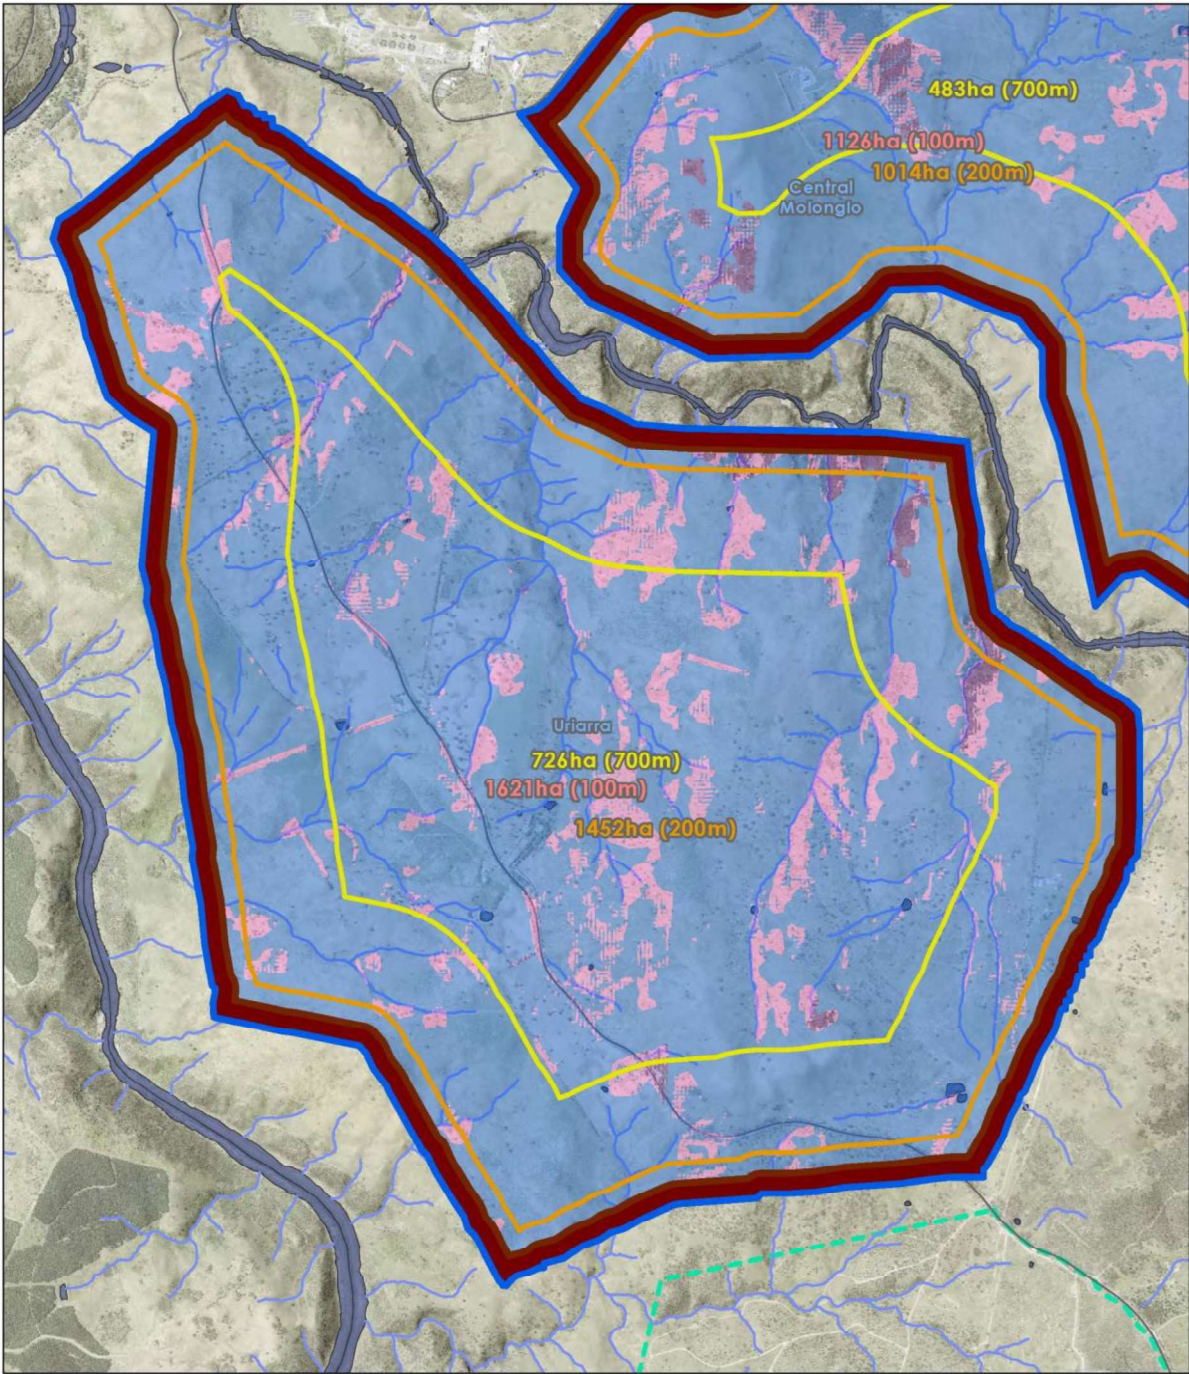 483ha (700m)
1126ha (100m)
1014ha (200m)
Central
Molonglo
Uriarra
726ha (700m)
1621ha (100m)
1452ha (200m)